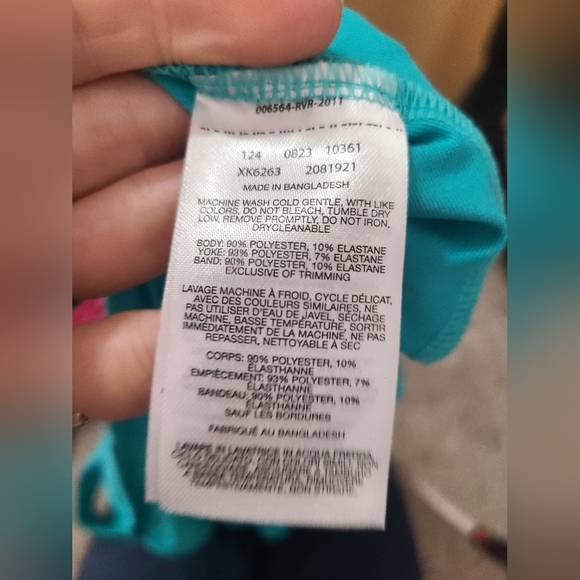 006564-RVR-2011
124 0823 10361
XK6263 2081921
MADE IN BANGLADESH
MACHINE WASH COLD GENTLE, WITH LIKE
COLORS, DO NOT BLEACH, TUMBLE DRY
LOW, REMOVE PROMPTLY, DO NOT IRON,
DRYCLEANABLE
BODY: 90% POLYESTER, 10% ELASTANE
YOKE: 93% POLYESTER, 7% ELASTANE
BAND: 90% POLYESTER, 10% ELASTANE
EXCLUSIVE OF TRIMMING
LAVAGE MACHINE À FROID, CYCLE DÉLICAT,
AVEC DES COULEURS SIMILAIRES, NE
PAS UTILISER D'EAU DE JAVEL, SÉCHAGE
MACHINE, BASSE TEMPÉRATURE, SORTIR
IMMÉDIATEMENT DE LA MACHINE, NE PAS
REPASSER, NETTOYABLE À SEC
CORPS: 90% POLYESTER, 10%
ÉLASTHANNE
EMPIÈCEMENT: 93% POLYESTER, 7%
ÉLASTHANNE
BANDEAU: 90% POLYESTER, 10%
ÉLASTHANNE
SAUF LES BORDURES
FABRIQUÉ AU BANGLADESH